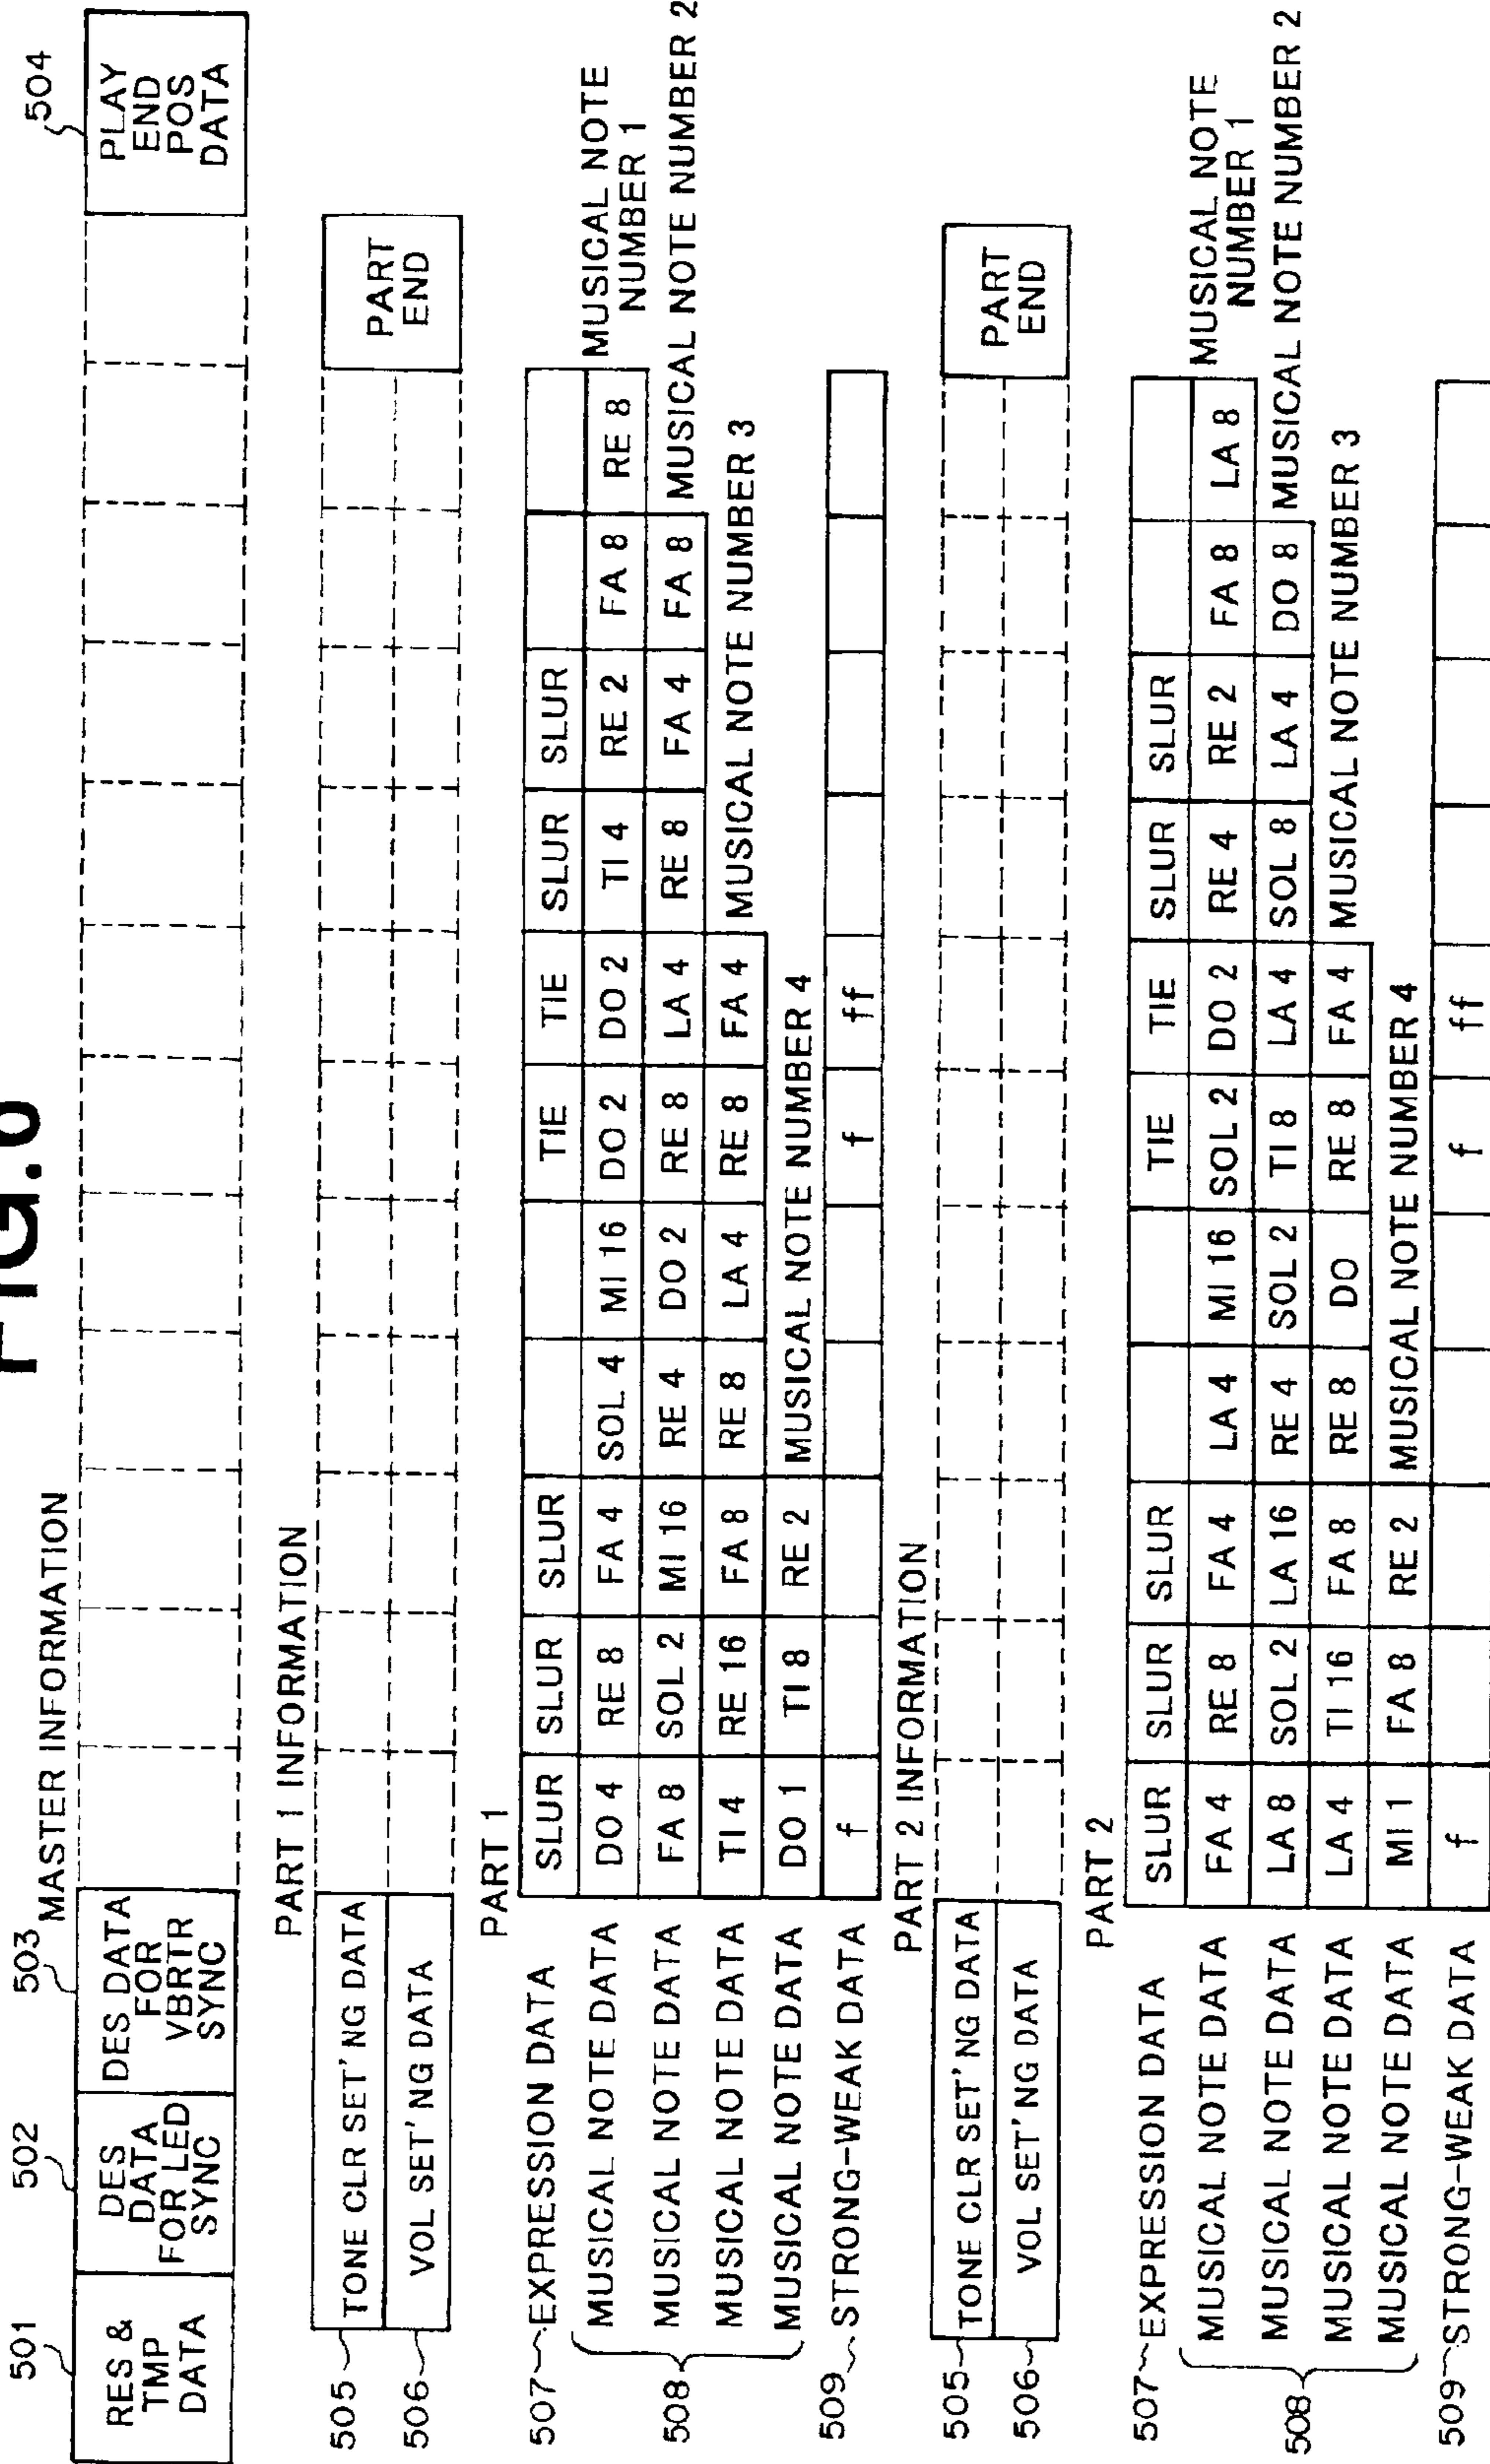 FIG.6
MASTER INFORMATION
501 502 503 504
RES & TMP DATA
DES DATA FOR LED SYNC
DES DATA FOR VBRTR SYNC
PLAY END POS DATA
PART 1 INFORMATION
505 TONE CLR SET'NG DATA
506 VOL SET'NG DATA
PART END
PART 1
507 EXPRESSION DATA SLUR SLUR SLUR TIE TIE SLUR SLUR
508
MUSICAL NOTE DATA DO 4 RE 8 FA 4 SOL 4 MI 16 DO 2 DO 2 TI 4 RE 2 FA 8 RE 8 MUSICAL NOTE NUMBER 1
MUSICAL NOTE DATA FA 8 SOL 2 MI 16 RE 4 DO 2 RE 8 LA 4 RE 8 FA 4 FA 8 MUSICAL NOTE NUMBER 2
MUSICAL NOTE DATA TI 4 RE 16 FA 8 RE 8 LA 4 RE 8 FA 4 MUSICAL NOTE NUMBER 3
MUSICAL NOTE DATA DO 1 TI 8 RE 2 MUSICAL NOTE NUMBER 4
509 STRONG-WEAK DATA f f ff
PART 2 INFORMATION
505 TONE CLR SET'NG DATA
506 VOL SET'NG DATA
PART END
PART 2
507 EXPRESSION DATA SLUR SLUR SLUR TIE TIE SLUR SLUR
508
MUSICAL NOTE DATA FA 4 RE 8 FA 4 LA 4 MI 16 SOL 2 DO 2 RE 4 RE 2 FA 8 LA 8 MUSICAL NOTE NUMBER 1
MUSICAL NOTE DATA LA 8 SOL 2 LA 16 RE 4 SOL 2 TI 8 LA 4 SOL 8 LA 4 DO 8 MUSICAL NOTE NUMBER 2
MUSICAL NOTE DATA LA 4 TI 16 FA 8 RE 8 DO RE 8 FA 4 MUSICAL NOTE NUMBER 3
MUSICAL NOTE DATA MI 1 FA 8 RE 2 MUSICAL NOTE NUMBER 4
509 STRONG-WEAK DATA f f ff